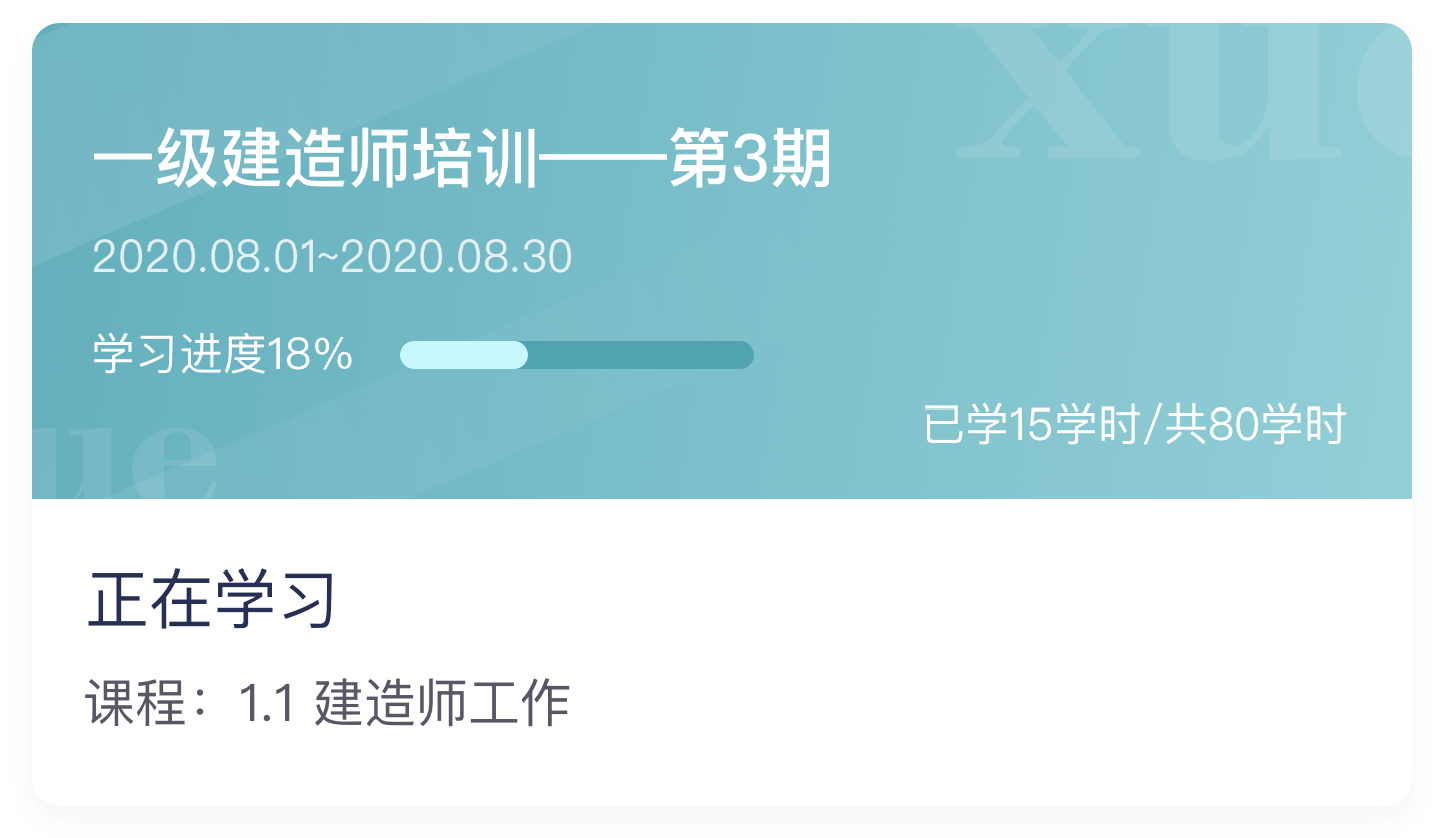 xue
一级建造师培训——第3期
2020.08.01~2020.08.30
学习进度18%
已学15学时/共80学时
ue
正在学习
课程：1.1 建造师工作